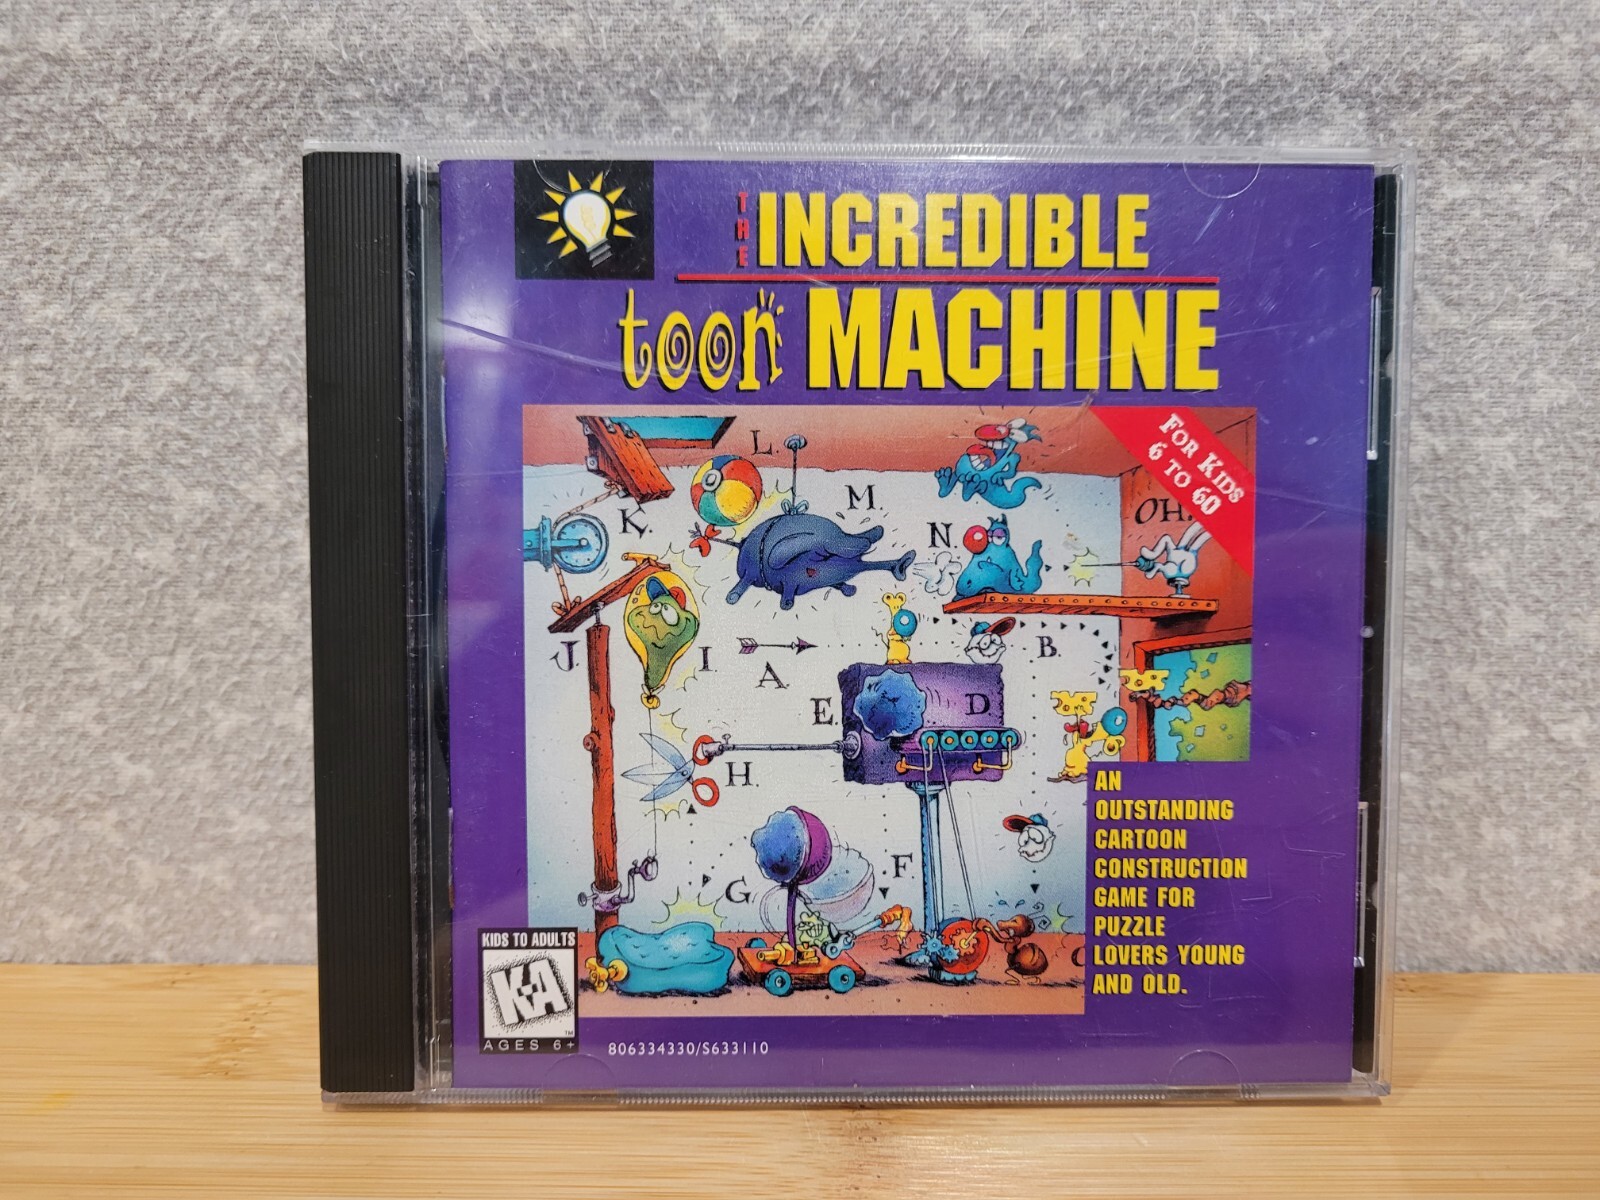 THE INCREDIBLE
toon MACHINE
FOR KIDS
6 TO 60
L.
K.
M.
N.
OH.
J.
I
A
B.
E.
D
H.
G
F.
C
AN
OUTSTANDING
CARTOON
CONSTRUCTION
GAME FOR
PUZZLE
LOVERS YOUNG
AND OLD.
KIDS TO ADULTS
K-A
TM
AGES 6+
806334330/S633110